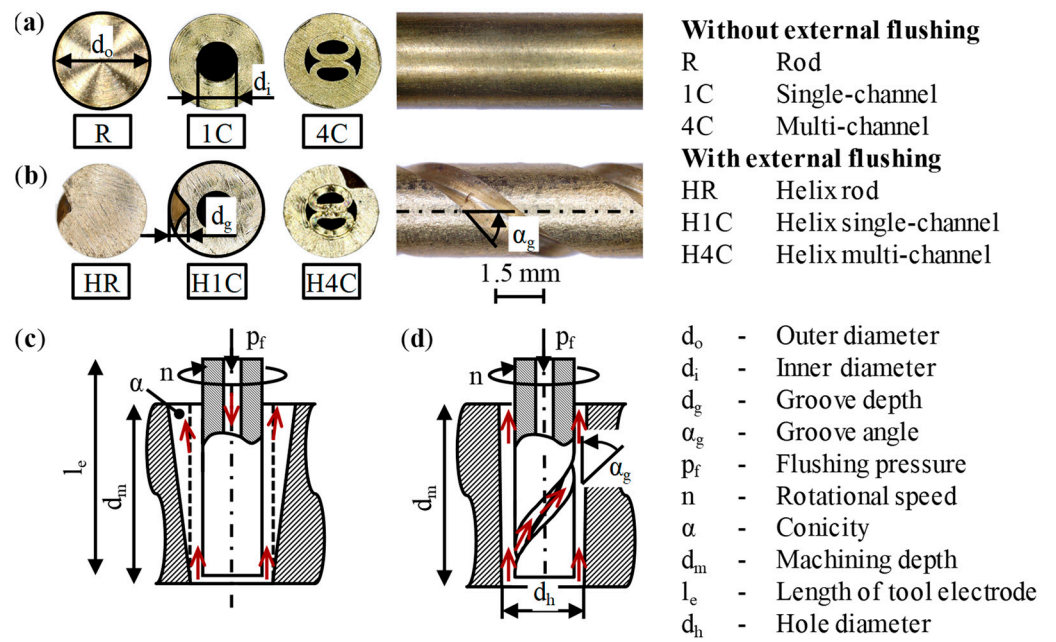 (a)
d_o
d_i
R
1C
4C
(b)
d_g
α_g
1.5 mm
HR
H1C
H4C
Without external flushing
R Rod
1C Single-channel
4C Multi-channel
With external flushing
HR Helix rod
H1C Helix single-channel
H4C Helix multi-channel
(c)
p_f
n
α
l_e
d_m
(d)
p_f
n
α_g
d_m
d_h
d_o - Outer diameter
d_i - Inner diameter
d_g - Groove depth
α_g - Groove angle
p_f - Flushing pressure
n - Rotational speed
α - Conicity
d_m - Machining depth
l_e - Length of tool electrode
d_h - Hole diameter